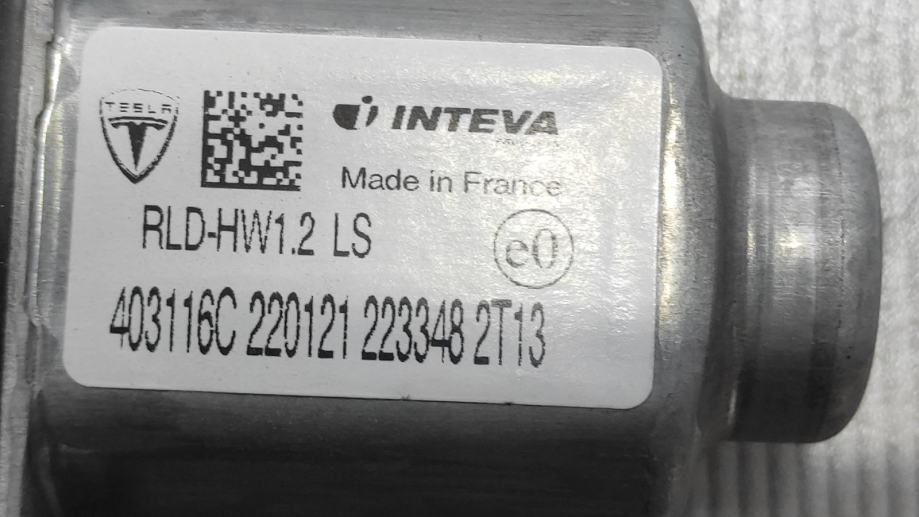 TESLA
INTEVA
Made in France
RLD-HW1.2 LS
e0
403116C 220121 223348 2T13